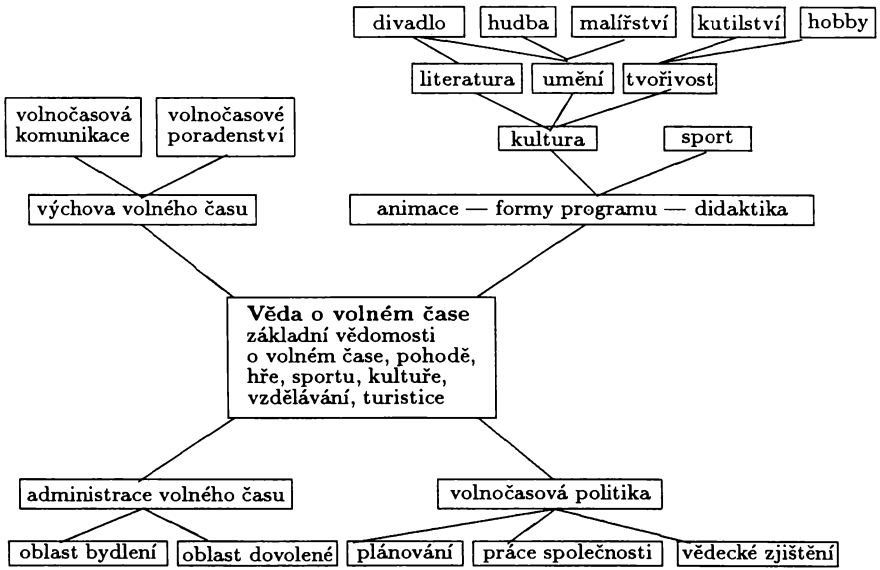 divadlo
hudba
malířství
kutilství
hobby
literatura
umění
tvořivost
volnočasová
komunikace
volnočasové
poradenství
kultura
sport
výchova volného času
animace — formy programu — didaktika
Věda o volném čase
základní vědomosti
o volném čase, pohodě,
hře, sportu, kultuře,
vzdělávání, turistice
administrace volného času
volnočasová politika
oblast bydlení
oblast dovolené
plánování
práce společnosti
vědecké zjištění